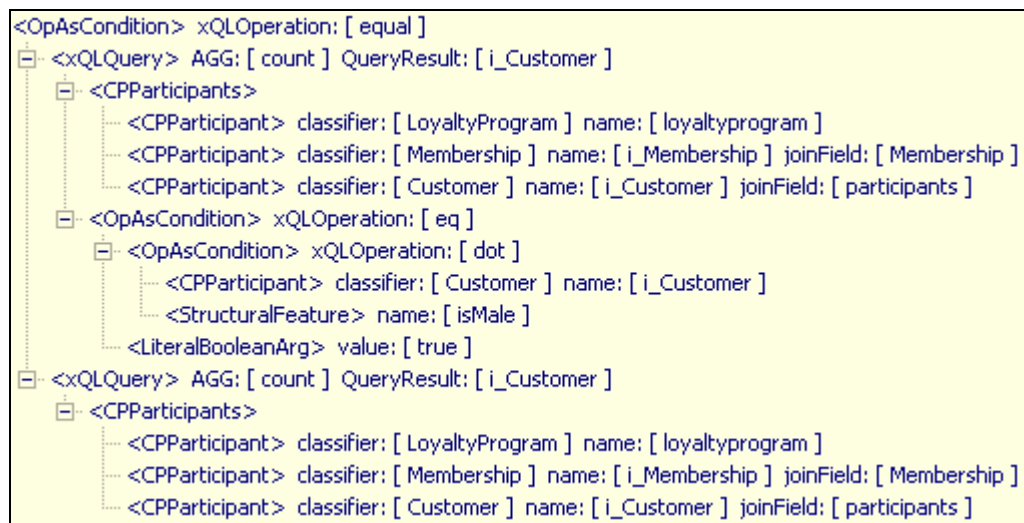 <OpAsCondition> xQLOperation: [ equal ]
<xQLQuery> AGG: [ count ] QueryResult: [ i_Customer ]
<CPParticipants>
<CPParticipant> classifier: [ LoyaltyProgram ] name: [ loyaltyprogram ]
<CPParticipant> classifier: [ Membership ] name: [ i_Membership ] joinField: [ Membership ]
<CPParticipant> classifier: [ Customer ] name: [ i_Customer ] joinField: [ participants ]
<OpAsCondition> xQLOperation: [ eq ]
<OpAsCondition> xQLOperation: [ dot ]
<CPParticipant> classifier: [ Customer ] name: [ i_Customer ]
<StructuralFeature> name: [ isMale ]
<LiteralBooleanArg> value: [ true ]
<xQLQuery> AGG: [ count ] QueryResult: [ i_Customer ]
<CPParticipants>
<CPParticipant> classifier: [ LoyaltyProgram ] name: [ loyaltyprogram ]
<CPParticipant> classifier: [ Membership ] name: [ i_Membership ] joinField: [ Membership ]
<CPParticipant> classifier: [ Customer ] name: [ i_Customer ] joinField: [ participants ]